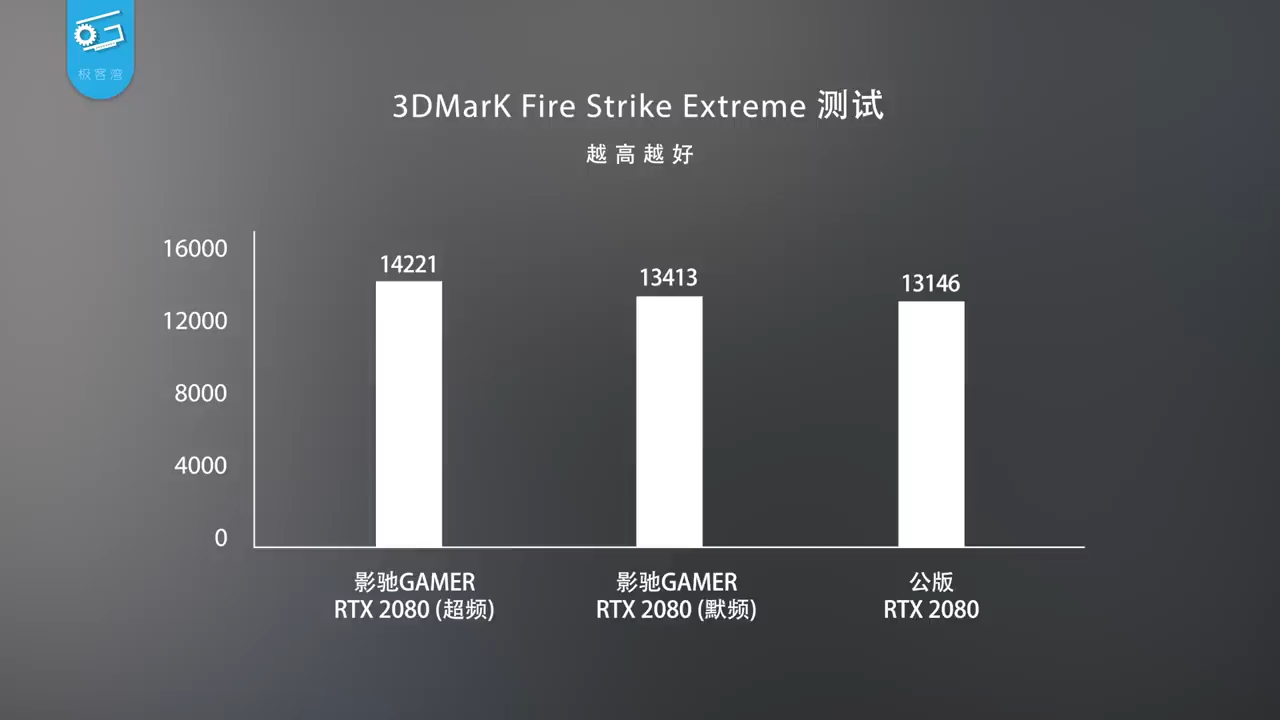 极客湾
3DMarK Fire Strike Extreme 测试
越高越好
16000
12000
8000
4000
0
14221
13413
13146
影驰GAMER
RTX 2080 (超频)
影驰GAMER
RTX 2080 (默频)
公版
RTX 2080